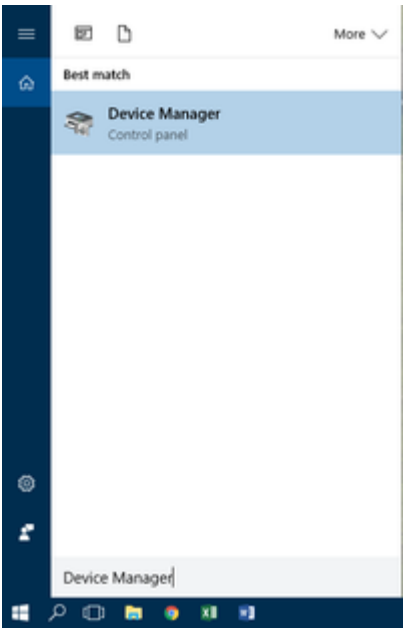 More
Best match
Device Manager
Control panel
Device Manager